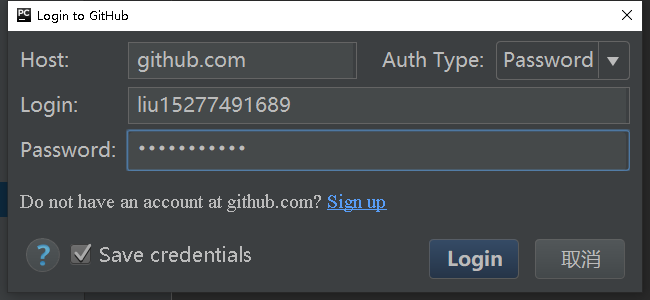 PC Login to GitHub
Host: github.com Auth Type: Password
Login: liu15277491689
Password: •••••••••••
Do not have an account at github.com? Sign up
? Save credentials Login 取消